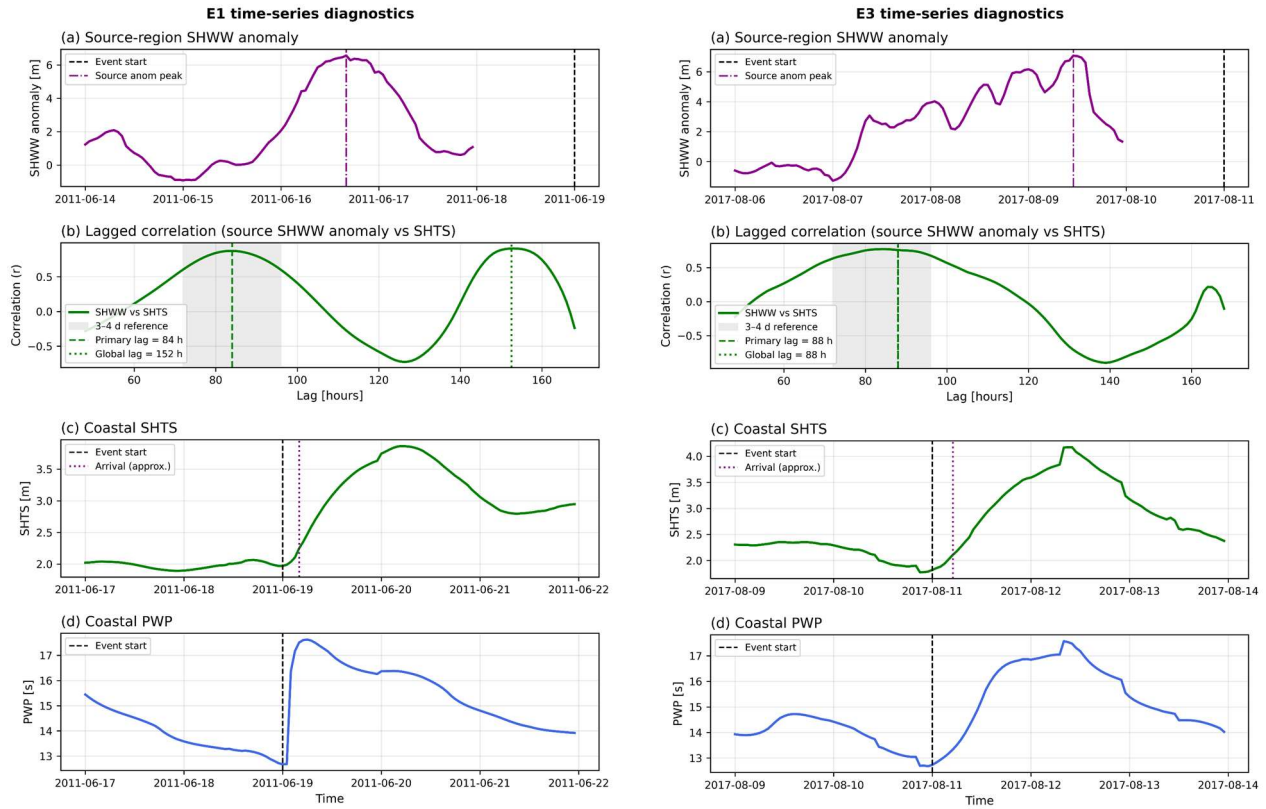 E1 time-series diagnostics
(a) Source-region SHWW anomaly
SHWW anomaly [m]
6
4
2
0
Event start
Source anom peak
2011-06-14 2011-06-15 2011-06-16 2011-06-17 2011-06-18 2011-06-19
(b) Lagged correlation (source SHWW anomaly vs SHTS)
Correlation (r)
0.5
0.0
−0.5
SHWW vs SHTS
3–4 d reference
Primary lag = 84 h
Global lag = 152 h
60 80 100 120 140 160
Lag [hours]
(c) Coastal SHTS
SHTS [m]
3.5
3.0
2.5
2.0
Event start
Arrival (approx.)
2011-06-17 2011-06-18 2011-06-19 2011-06-20 2011-06-21 2011-06-22
(d) Coastal PWP
PWP [s]
17
16
15
14
13
Event start
2011-06-17 2011-06-18 2011-06-19 2011-06-20 2011-06-21 2011-06-22
Time
E3 time-series diagnostics
(a) Source-region SHWW anomaly
SHWW anomaly [m]
6
4
2
0
Event start
Source anom peak
2017-08-06 2017-08-07 2017-08-08 2017-08-09 2017-08-10 2017-08-11
(b) Lagged correlation (source SHWW anomaly vs SHTS)
Correlation (r)
0.5
0.0
−0.5
SHWW vs SHTS
3–4 d reference
Primary lag = 88 h
Global lag = 88 h
60 80 100 120 140 160
Lag [hours]
(c) Coastal SHTS
SHTS [m]
4.0
3.5
3.0
2.5
2.0
Event start
Arrival (approx.)
2017-08-09 2017-08-10 2017-08-11 2017-08-12 2017-08-13 2017-08-14
(d) Coastal PWP
PWP [s]
17
16
15
14
13
Event start
2017-08-09 2017-08-10 2017-08-11 2017-08-12 2017-08-13 2017-08-14
Time